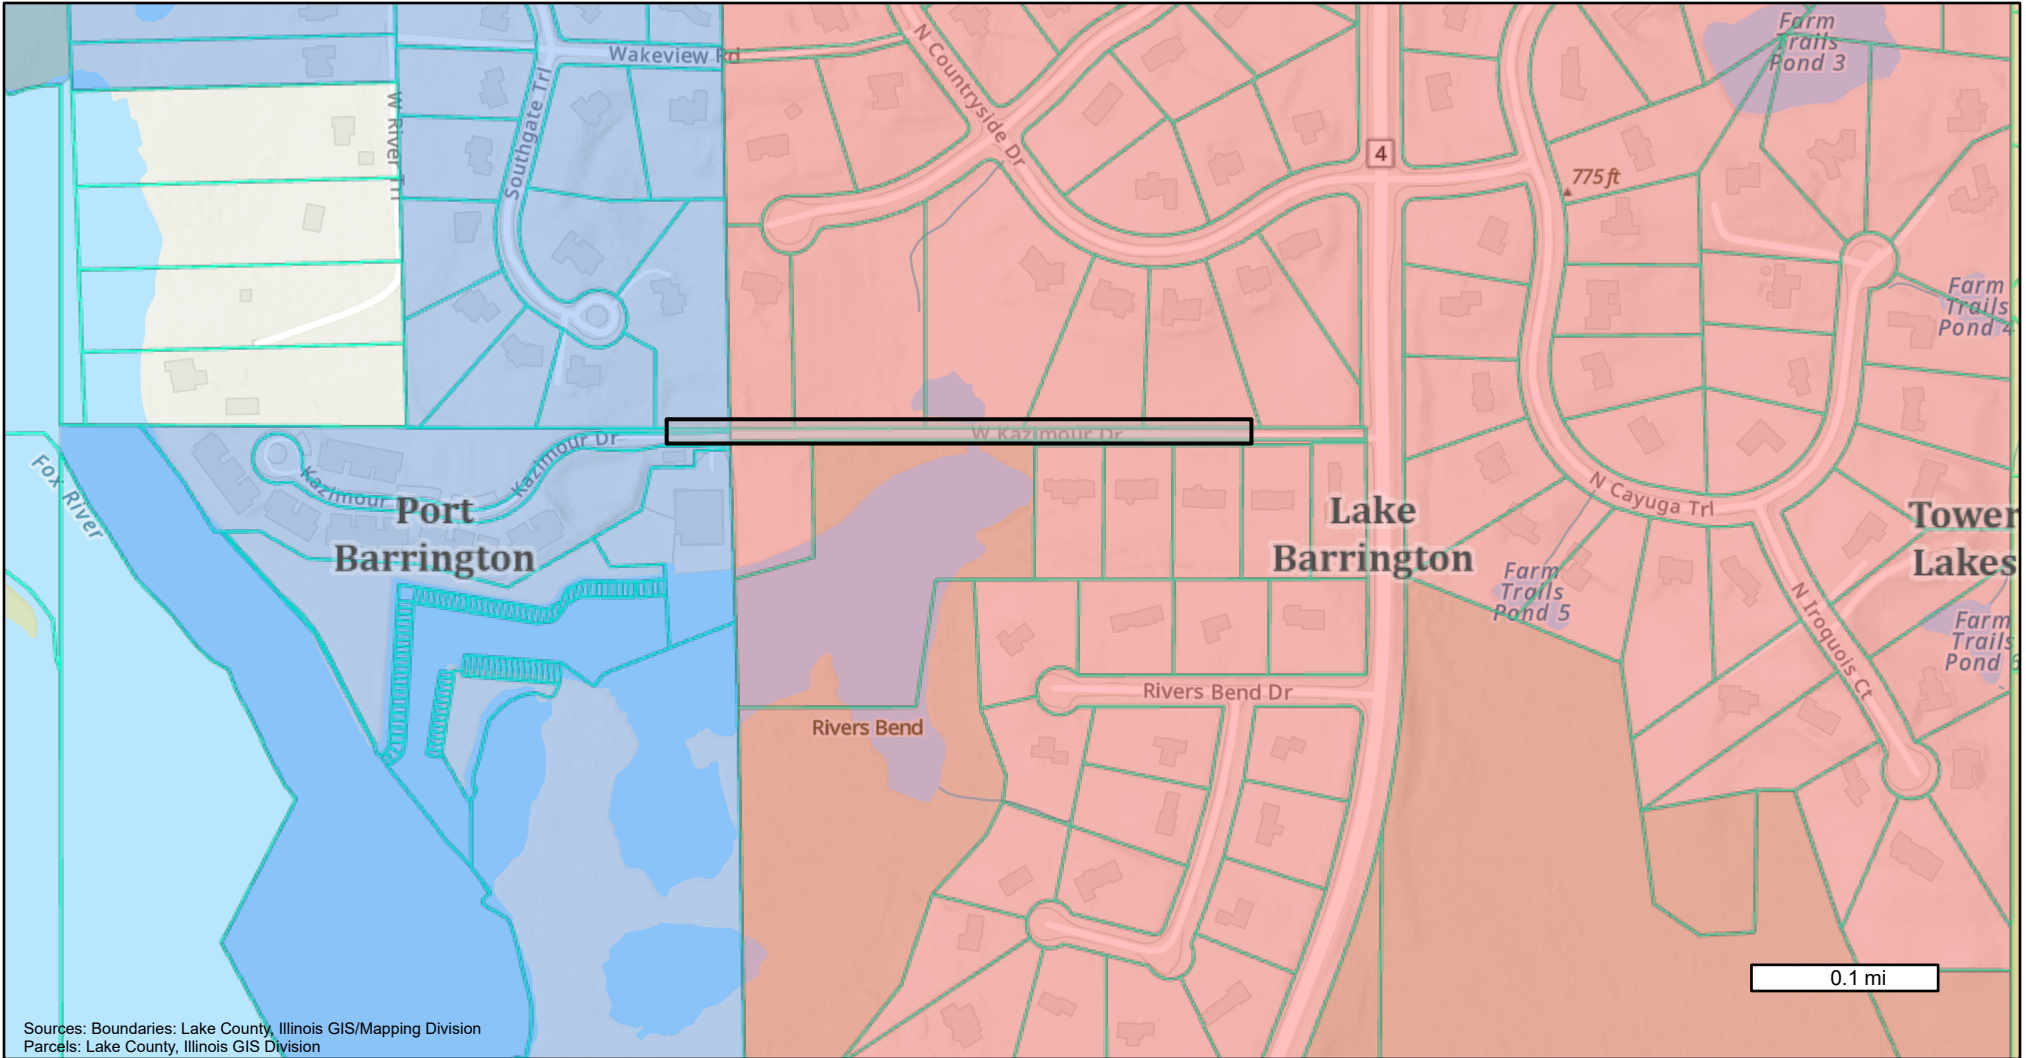 Farm
Trails
Pond 3
N Countryside Dr
Wakeview Rd
Southgate Trl
W River Trl
4
775 ft
Farm
Trails
Pond 4
W Kazimour Dr
Kazimour Dr
Kazimour
Fox River
Port
Barrington
Lake
Barrington
N Cayuga Trl
Tower
Lakes
Farm
Trails
Pond 5
N Iroquois Ct
Farm
Trails
Pond 6
Rivers Bend Dr
Rivers Bend
0.1 mi
Sources: Boundaries: Lake County, Illinois GIS/Mapping Division
Parcels: Lake County, Illinois GIS Division